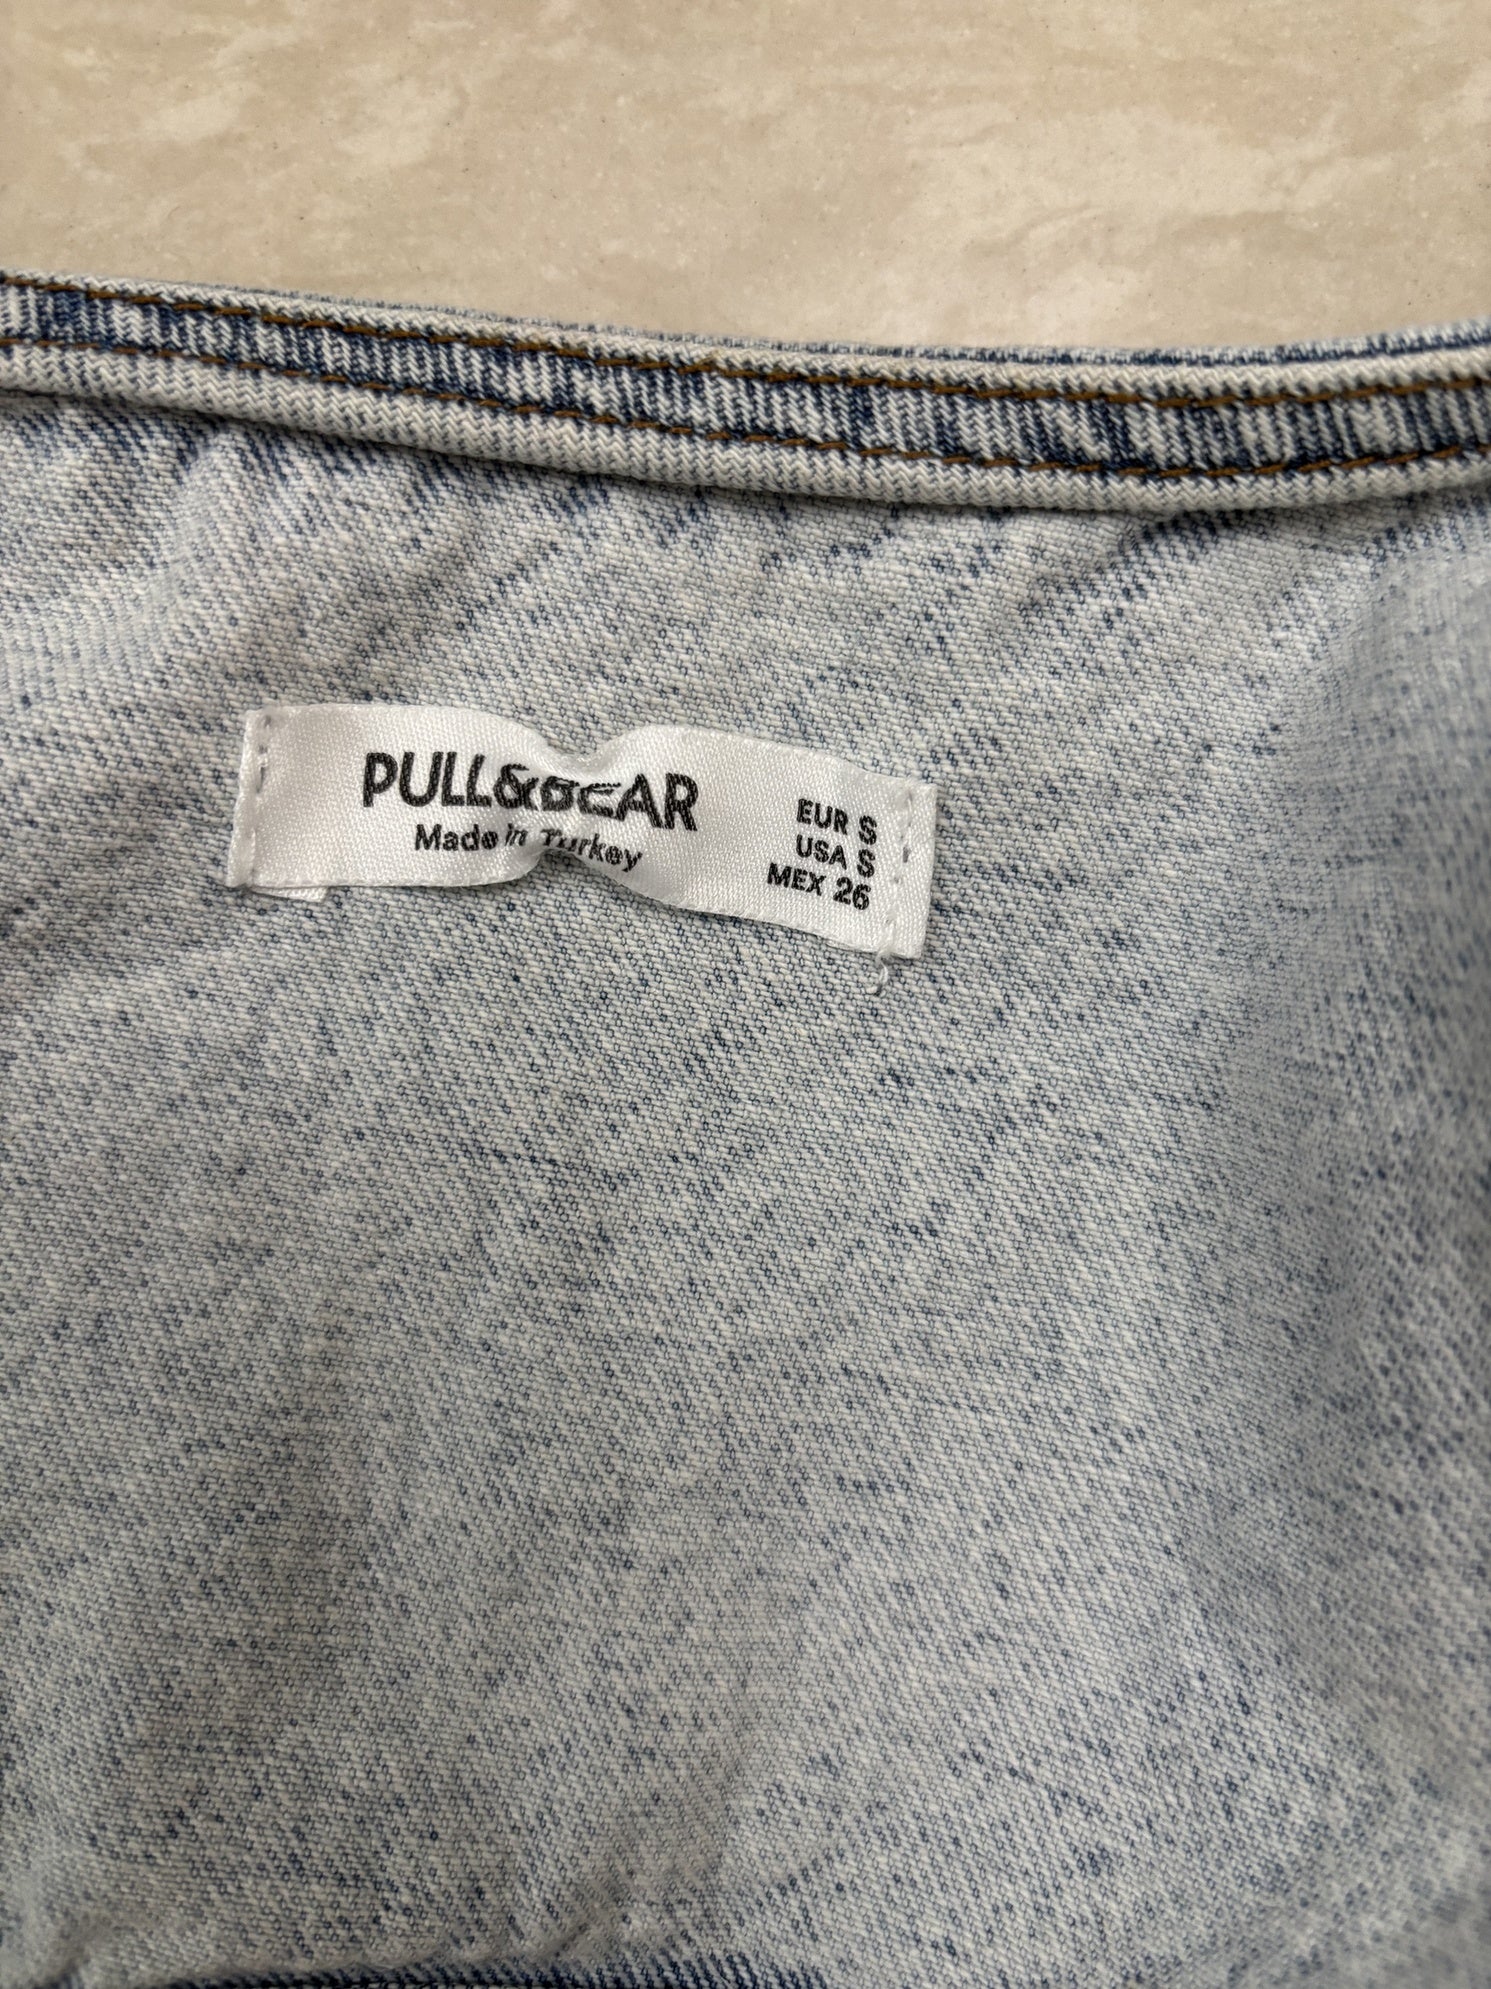 PULL&BEAR
Made in Turkey
EUR S
USA S
MEX 26